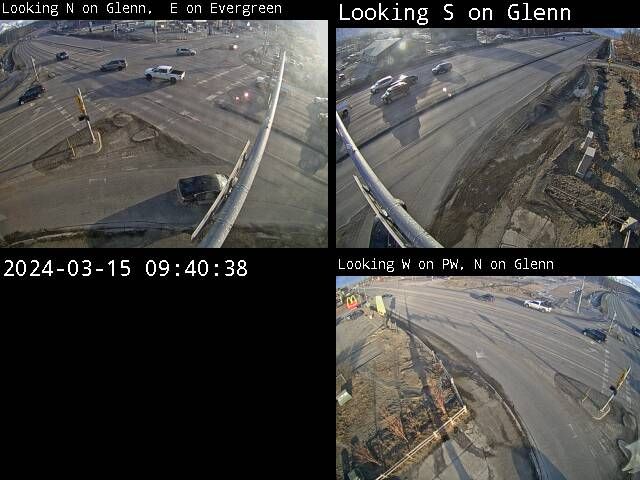 Looking N on Glenn, E on Evergreen
Looking S on Glenn
2024-03-15 09:40:38
Looking W on PW, N on Glenn